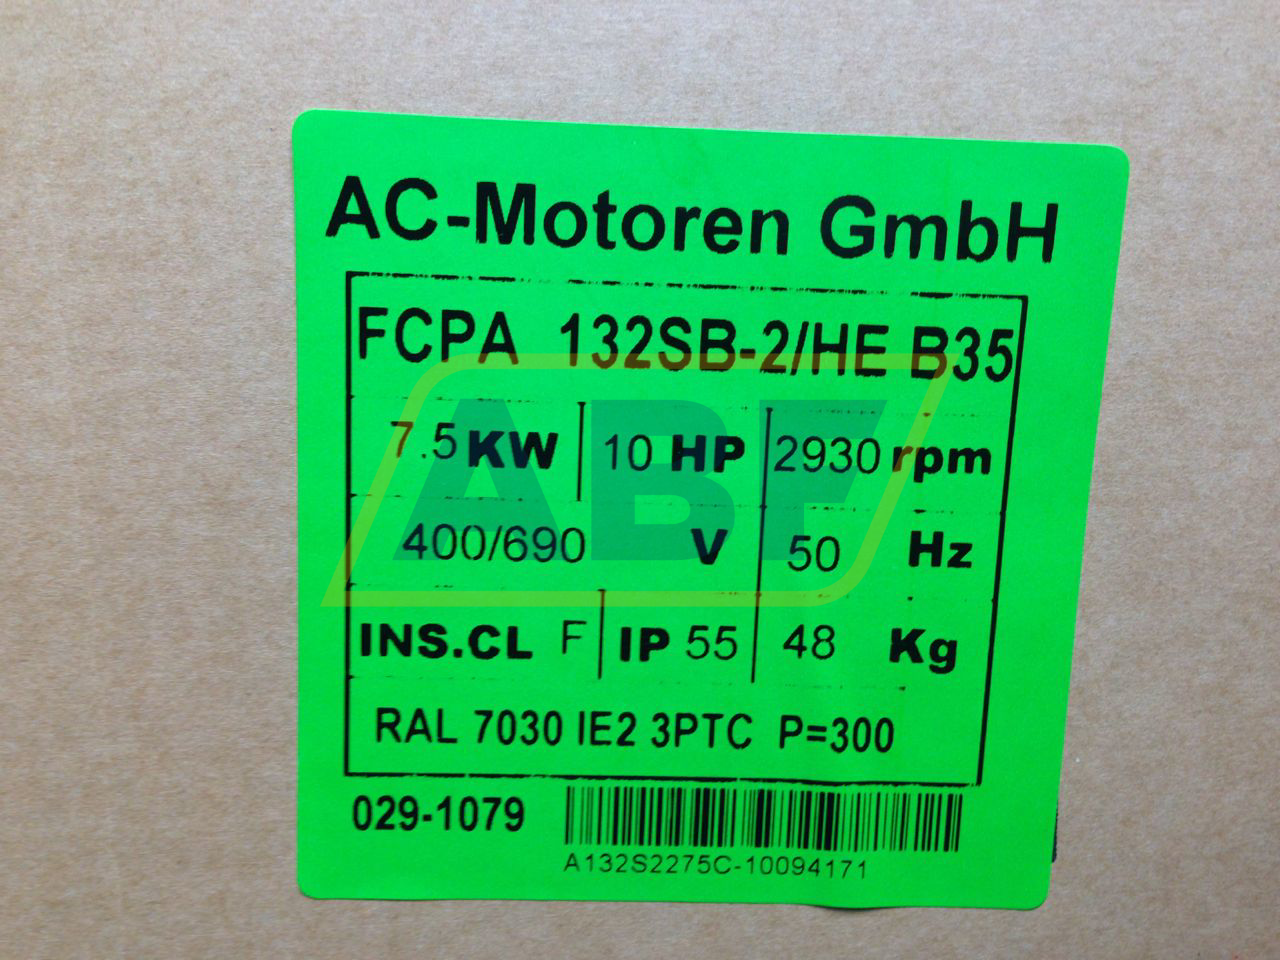 AC-Motoren GmbH
FCPA 132SB-2/HE B35
7.5 KW 10 HP 2930 rpm
400/690 V 50 Hz
INS.CL F IP 55 48 Kg
RAL 7030 IE2 3PTC P=300
029-1079
A132S2275C-10094171
ABF